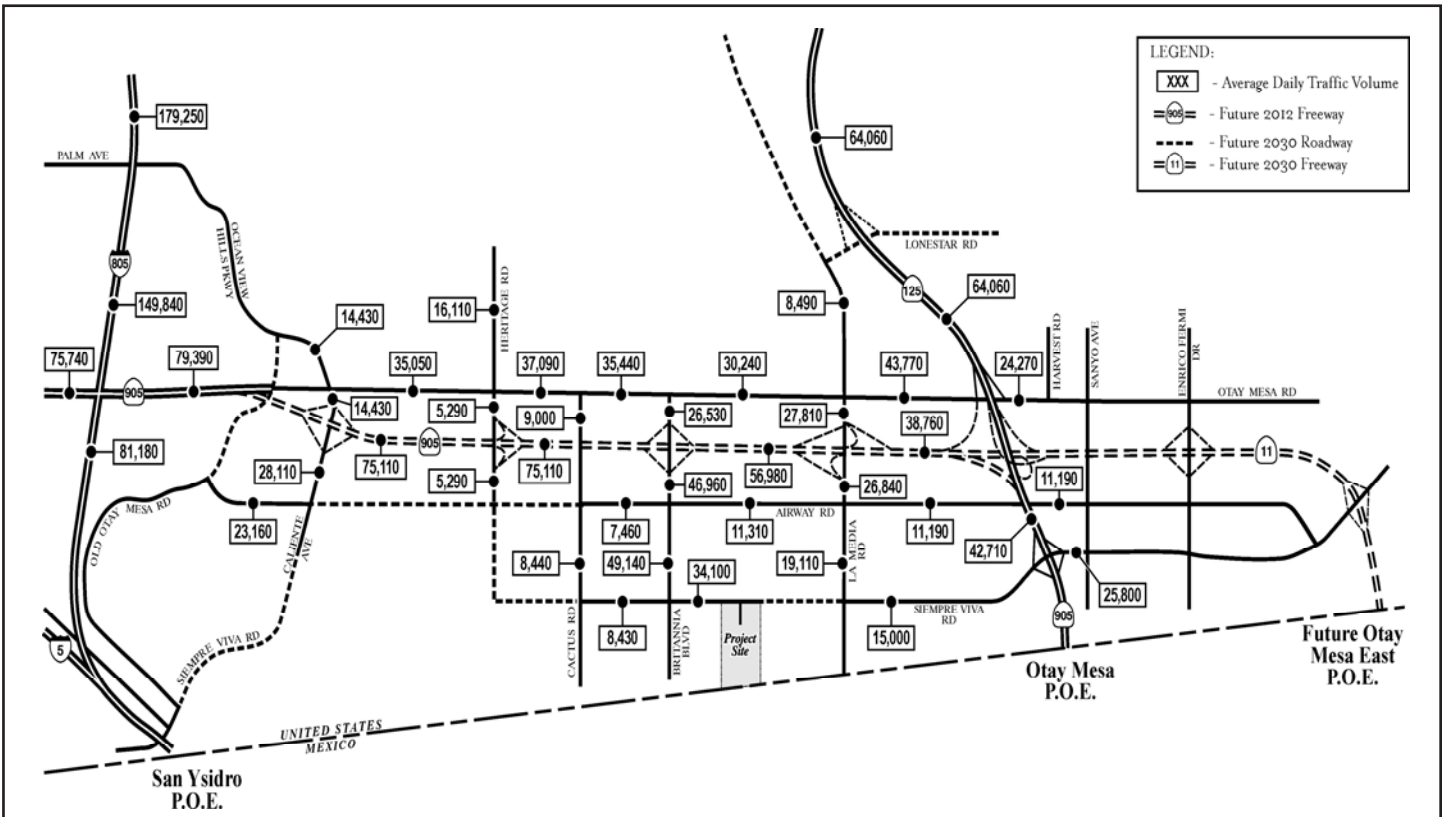 LEGEND:
XXX - Average Daily Traffic Volume
905 - Future 2012 Freeway
- Future 2030 Roadway
11 - Future 2030 Freeway
179,250
PALM AVE
64,060
OCEAN VIEW
HILLS PKWY
LONESTAR RD
805
HERITAGE RD
125
149,840
16,110
8,490
64,060
14,430
HARVEST RD
SANYO AVE
ENRICO FERMI
DR
75,740
79,390
35,050
37,090
35,440
30,240
43,770
24,270
905
OTAY MESA RD
14,430
5,290
9,000
26,530
27,810
38,760
81,180
75,110
905
75,110
56,980
11
28,110
5,290
46,960
26,840
11,190
OLD OTAY MESA RD
23,160
CALIENTE
AVE
7,460
11,310
AIRWAY RD
11,190
42,710
8,440
49,140
34,100
19,110
LA MEDIA
RD
25,800
SIEMPRE VIVA RD
CACTUS RD
8,430
BRITANNIA
BLVD
Project
Site
15,000
SIEMPRE VIVA
RD
905
5
UNITED STATES
MEXICO
San Ysidro
P.O.E.
Otay Mesa
P.O.E.
Future Otay
Mesa East
P.O.E.